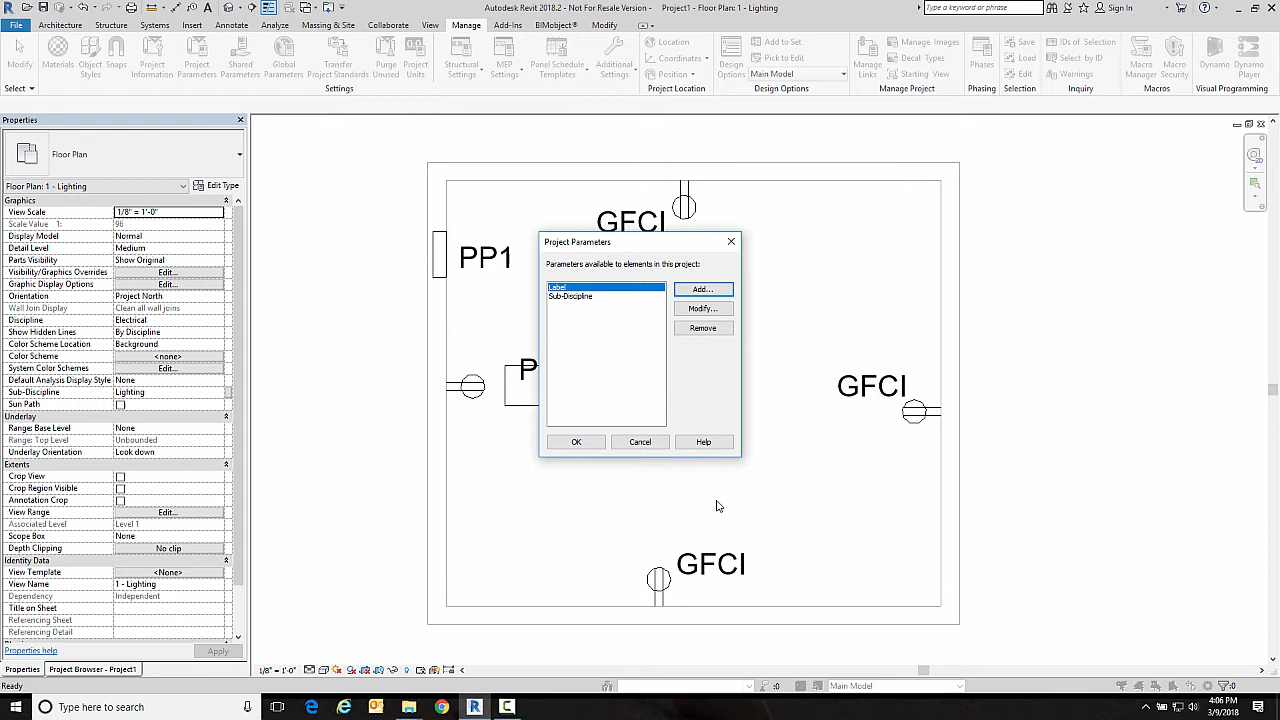 Autodesk Revit 2018.2 - Not For Resale Version - Project1 - Floor Plan: 1 - Lighting
Type a keyword or phrase
Sign In
File Architecture Structure Systems Insert Annotate Analyze Massing & Site Collaborate View Manage Add-Ins BIMobject® Modify
Modify
Materials
Object Styles
Snaps
Project Information
Project Parameters
Shared Parameters
Global Parameters
Transfer Project Standards
Purge Unused
Project Units
Structural Settings
MEP Settings
Panel Schedule Templates
Additional Settings
Location
Coordinates
Position
Design Options
Add to Set
Pick to Edit
Main Model
Manage Links
Manage Images
Decal Types
Starting View
Phases
Save
Load
Edit
IDs of Selection
Select by ID
Warnings
Macro Manager
Macro Security
Dynamo
Dynamo Player
Select
Settings
Project Location
Design Options
Manage Project
Phasing
Selection
Inquiry
Macros
Visual Programming
Properties
Floor Plan
Floor Plan: 1 - Lighting
Edit Type
Graphics
View Scale 1/8" = 1'-0"
Scale Value 1: 96
Display Model Normal
Detail Level Medium
Parts Visibility Show Original
Visibility/Graphics Overrides Edit...
Graphic Display Options Edit...
Orientation Project North
Wall Join Display Clean all wall joins
Discipline Electrical
Show Hidden Lines By Discipline
Color Scheme Location Background
Color Scheme <none>
System Color Schemes Edit...
Default Analysis Display Style None
Sub-Discipline Lighting
Sun Path
Underlay
Range: Base Level None
Range: Top Level Unbounded
Underlay Orientation Look down
Extents
Crop View
Crop Region Visible
Annotation Crop
View Range Edit...
Associated Level Level 1
Scope Box None
Depth Clipping No clip
Identity Data
View Template <None>
View Name 1 - Lighting
Dependency Independent
Title on Sheet
Referencing Sheet
Referencing Detail
Properties help
Apply
Properties
Project Browser - Project1
GFCI
PP1
P
GFCI
GFCI
Project Parameters
Parameters available to elements in this project:
Label
Sub-Discipline
Add...
Modify...
Remove
OK
Cancel
Help
1/8" = 1'-0"
Ready
:0
Main Model
:0
Type here to search
4:06 PM
3/9/2018